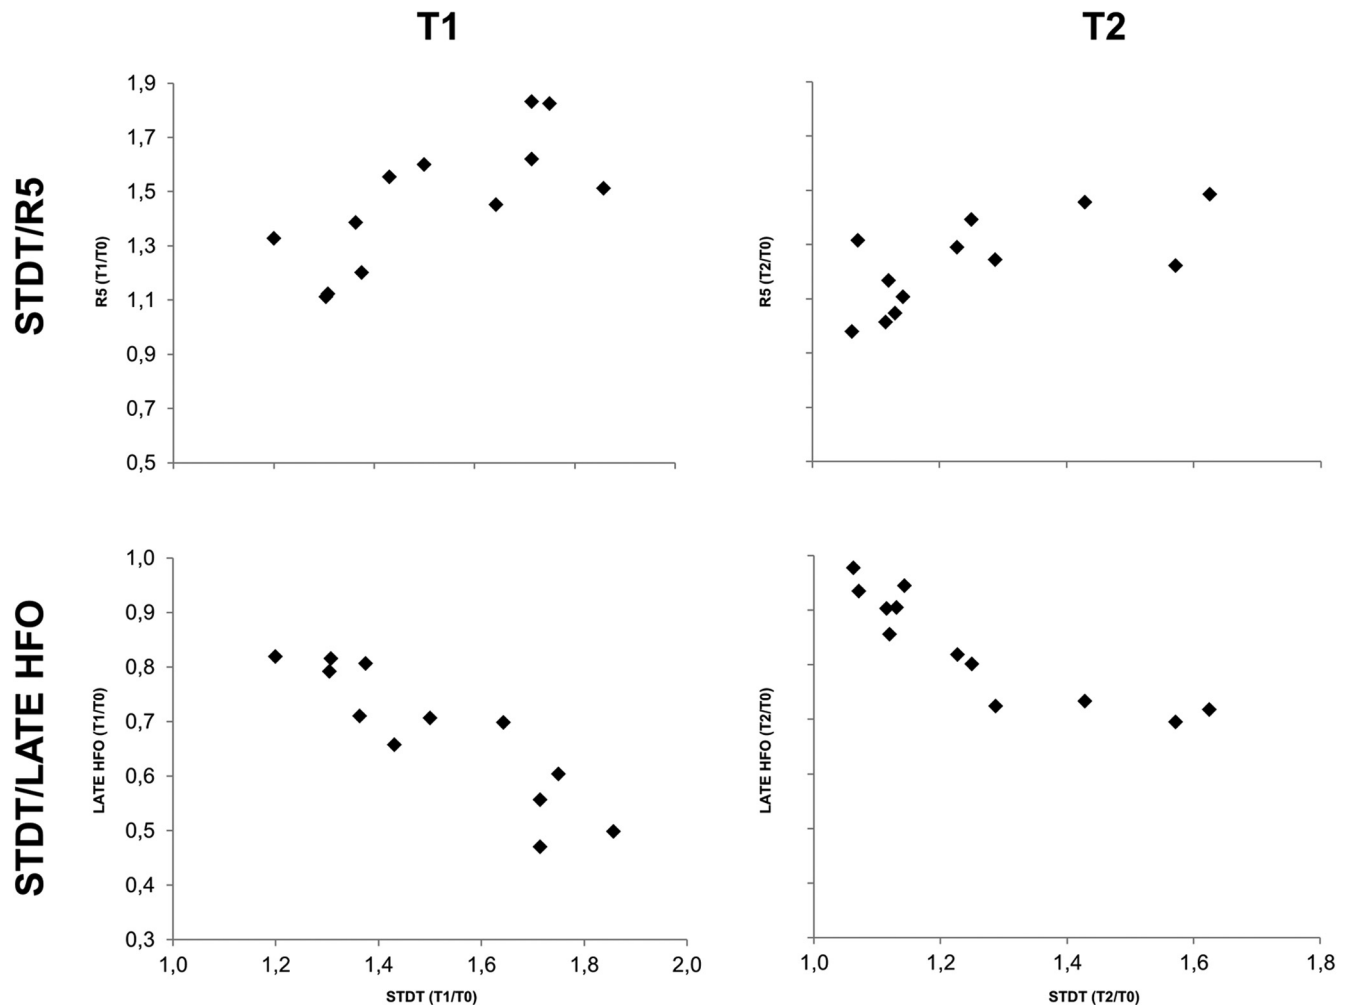 T1
T2
STDT/R5
R5 (T1/T0)
1,9
1,7
1,5
1,3
1,1
0,9
0,7
0,5
R5 (T2/T0)
STDT/LATE HFO
LATE HFO (T1/T0)
1,0
0,9
0,8
0,7
0,6
0,5
0,4
0,3
1,0
1,2
1,4
1,6
1,8
2,0
STDT (T1/T0)
LATE HFO (T2/T0)
1,0
1,2
1,4
1,6
1,8
STDT (T2/T0)